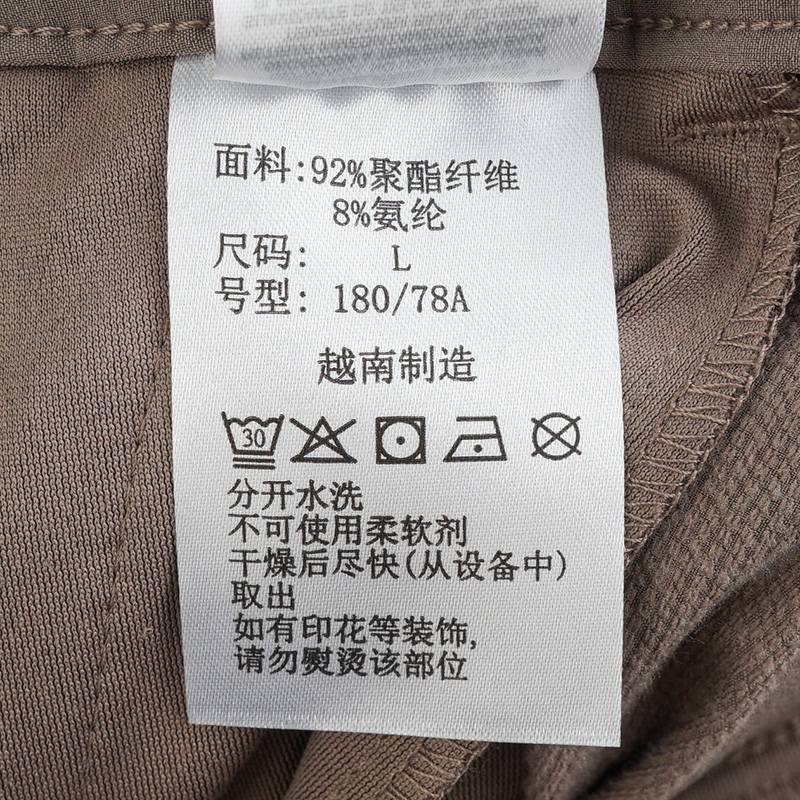 面料:92%聚酯纤维
8%氨纶
尺码: L
号型: 180/78A
越南制造
30
分开水洗
不可使用柔软剂
干燥后尽快(从设备中)
取出
如有印花等装饰,
请勿熨烫该部位